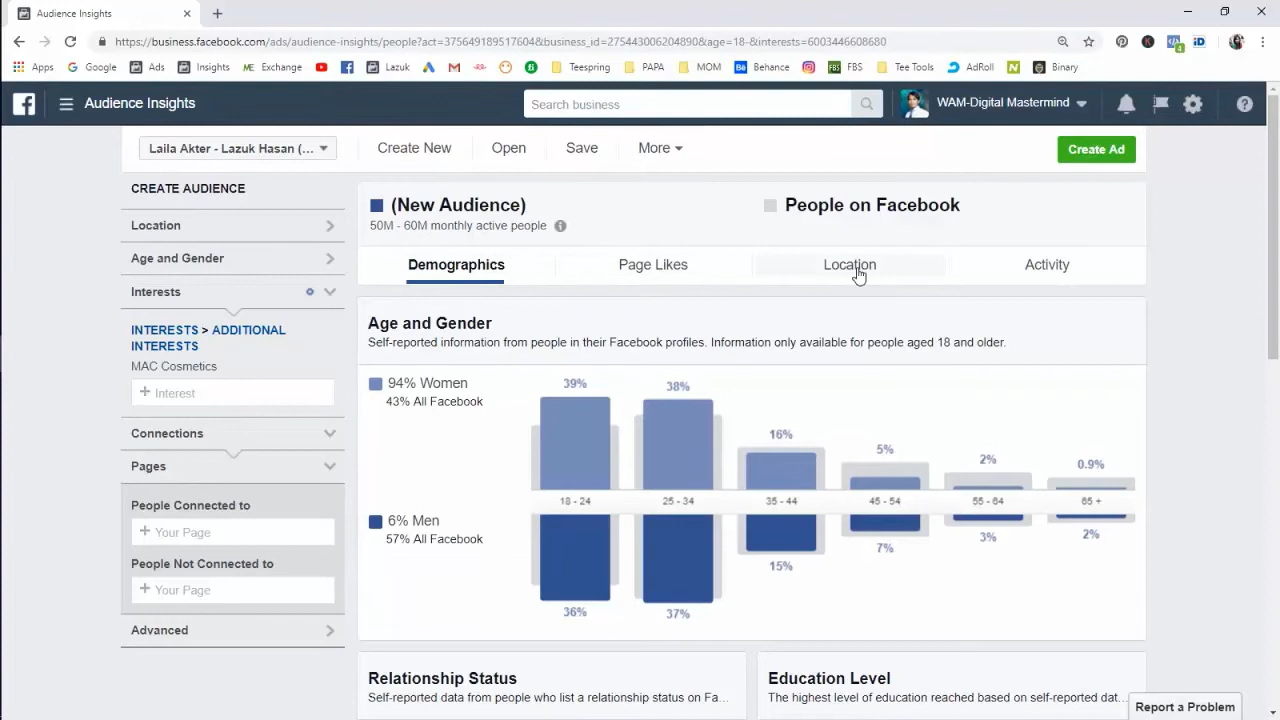 Audience Insights
https://business.facebook.com/ads/audience-insights/people?act=375649189517604&business_id=275443006204890&age=18-&interests=6003446608680
4
Apps Google Ads Insights Exchange Lazuk Teespring PAPA MOM Behance FBS Tee Tools AdRoll Binary
Audience Insights
Search business
WAM-Digital Mastermind
Laila Akter - Lazuk Hasan (...
Create New
Open
Save
More
Create Ad
CREATE AUDIENCE
Location
Age and Gender
Interests
INTERESTS > ADDITIONAL
INTERESTS
MAC Cosmetics
+ Interest
Connections
Pages
People Connected to
+ Your Page
People Not Connected to
+ Your Page
Advanced
(New Audience)
50M - 60M monthly active people
People on Facebook
Demographics
Page Likes
Location
Activity
Age and Gender
Self-reported information from people in their Facebook profiles. Information only available for people aged 18 and older.
94% Women
43% All Facebook
39% 38% 16% 5% 2% 0.9%
18 - 24 25 - 34 35 - 44 45 - 54 55 - 64 65 +
6% Men
57% All Facebook
36% 37% 15% 7% 3% 2%
Relationship Status
Self-reported data from people who list a relationship status on Fa...
Education Level
The highest level of education reached based on self-reported dat...
Report a Problem